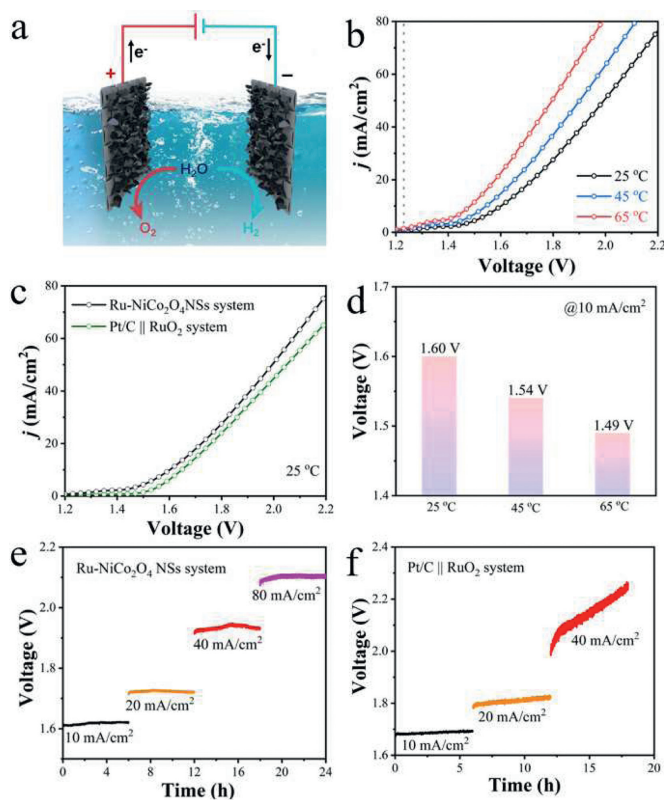 a
e-
e-
+
−
H2O
O2
H2
b
80
60
40
20
0
j (mA/cm2)
25 ºC
45 ºC
65 ºC
1.2 1.4 1.6 1.8 2.0 2.2
Voltage (V)
c
80
60
40
20
0
j (mA/cm2)
Ru-NiCo2O4NSs system
Pt/C || RuO2 system
25 ºC
1.2 1.4 1.6 1.8 2.0 2.2
Voltage (V)
d
@10 mA/cm2
1.7
1.6
1.5
1.4
Voltage (V)
1.60 V
1.54 V
1.49 V
25 ºC 45 ºC 65 ºC
e
Ru-NiCo2O4 NSs system
2.2
2.0
1.8
1.6
Voltage (V)
80 mA/cm2
40 mA/cm2
20 mA/cm2
10 mA/cm2
0 4 8 12 16 20 24
Time (h)
f
Pt/C || RuO2 system
2.4
2.2
2.0
1.8
1.6
Voltage (V)
40 mA/cm2
20 mA/cm2
10 mA/cm2
0 5 10 15 20
Time (h)